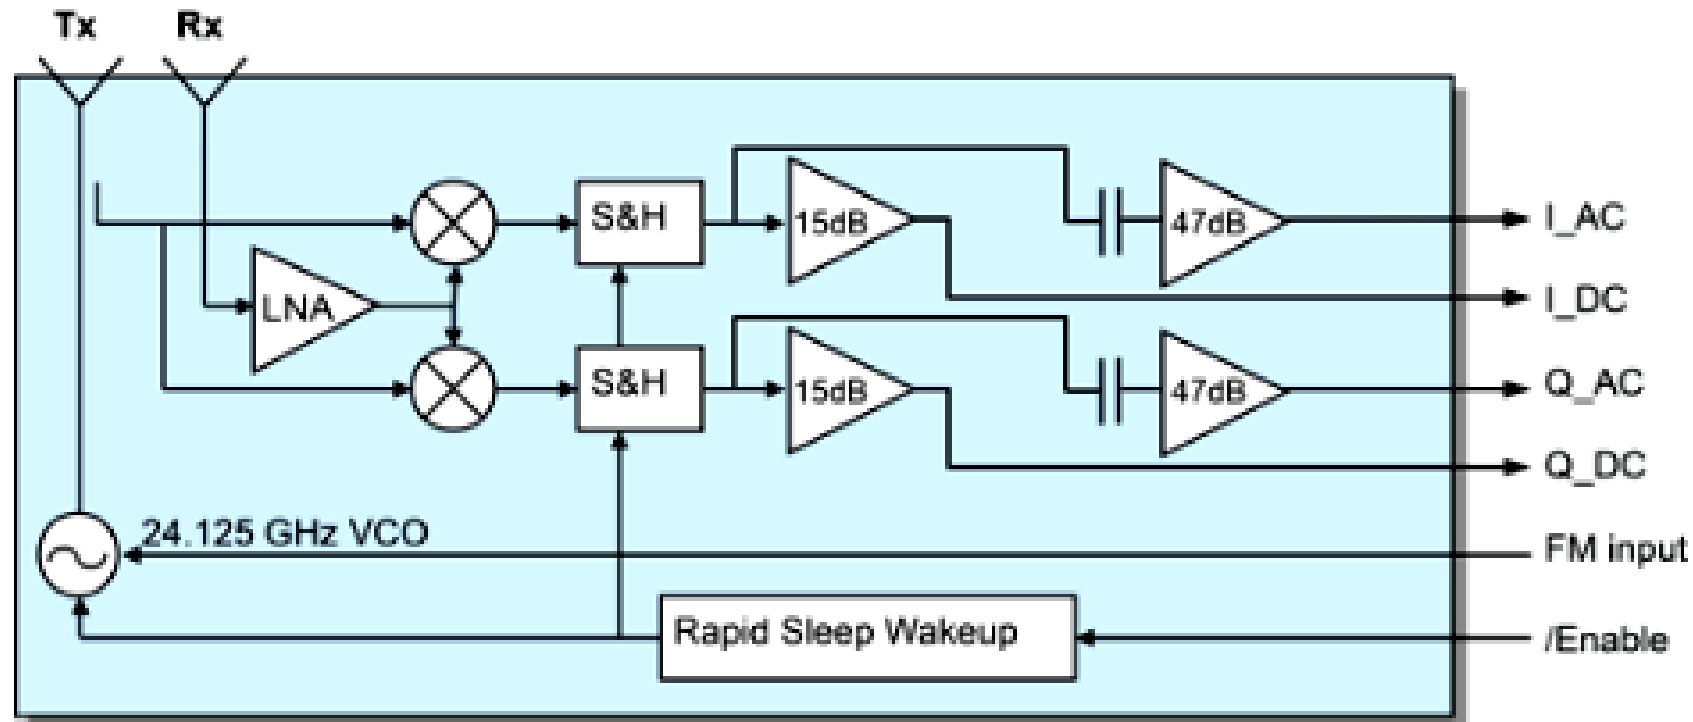 Tx Rx
S&H 15dB 47dB I_AC
LNA I_DC
S&H 15dB 47dB Q_AC
Q_DC
24.125 GHz VCO FM input
Rapid Sleep Wakeup /Enable